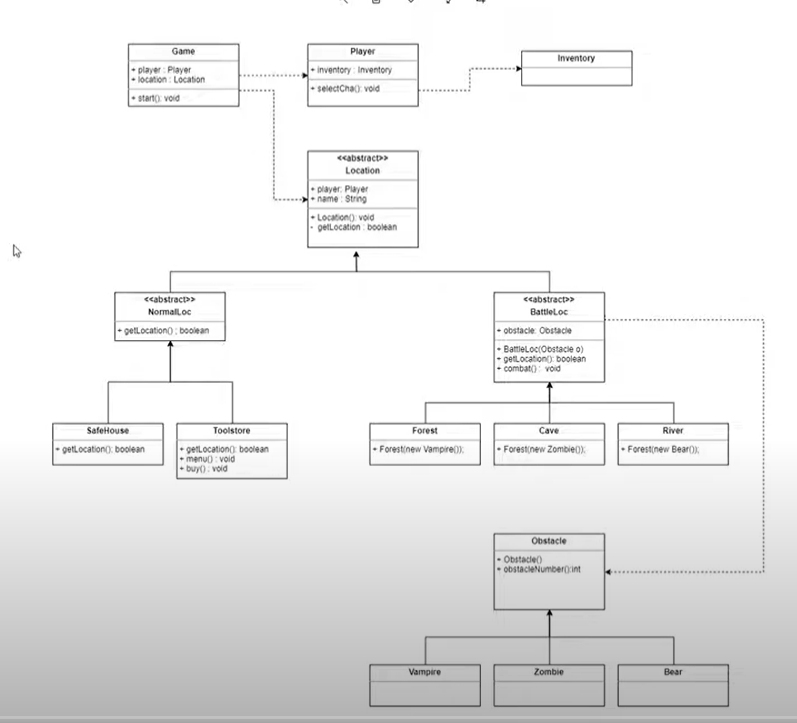 Game
+ player : Player
+ location : Location
+ start(): void
Player
+ inventory : Inventory
+ selectCha(): void
Inventory
<<abstract>>
Location
+ player: Player
+ name : String
+ Location(): void
- getLocation : boolean
<<abstract>>
NormalLoc
+ getLocation() : boolean
<<abstract>>
BattleLoc
+ obstacle: Obstacle
+ BattleLoc(Obstacle o)
+ getLocation(): boolean
+ combat() : void
SafeHouse
+ getLocation(): boolean
Toolstore
+ getLocation(): boolean
+ menu() : void
+ buy() : void
Forest
+ Forest(new Vampire());
Cave
+ Forest(new Zombie());
River
+ Forest(new Bear());
Obstacle
+ Obstacle()
+ obstacleNumber():int
Vampire
Zombie
Bear